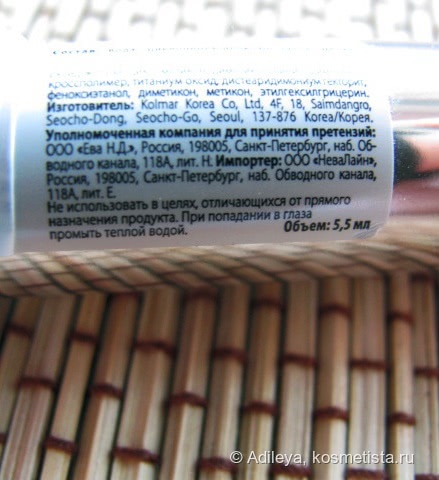 кроссполимер, титаниум оксид, дистеардимониум гекторит,
феноксиэтанол, диметикон, метикон, этилгексилглицерин.
Изготовитель: Kolmar Korea Co, Ltd, 4F, 18, Saimdangro,
Seocho-Dong, Seocho-Go, Seoul, 137-876 Korea/Корея.
Уполномоченная компания для принятия претензий:
ООО «Ева Н.Д.», Россия, 198005, Санкт-Петербург, наб. Об-
водного канала, 118А, лит. Н. Импортер: ООО «НеваЛайн»,
Россия, 198005, Санкт-Петербург, наб. Обводного канала,
118А, лит. Е.
Не использовать в целях, отличающихся от прямого
назначения продукта. При попадании в глаза
промыть теплой водой. Объем: 5,5 мл
© Adileya, kosmetista.ru